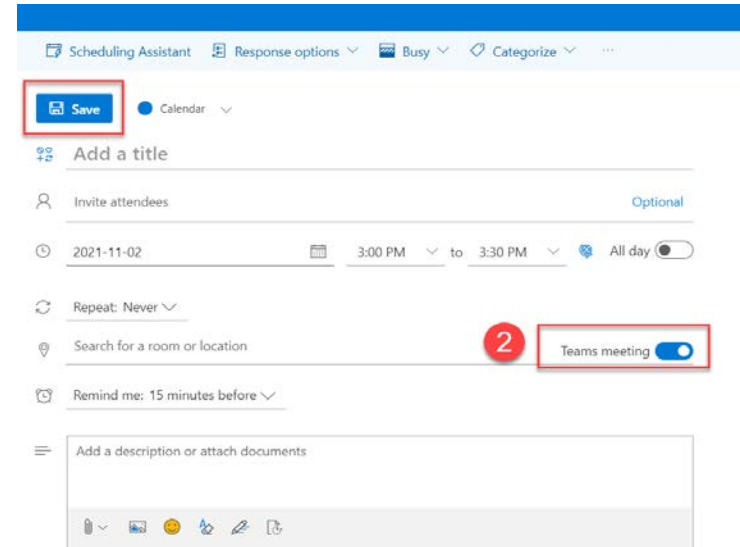 Scheduling Assistant Response options Busy Categorize ...
Save Calendar
Add a title
Invite attendees Optional
2021-11-02 3:00 PM to 3:30 PM All day
Repeat: Never
Search for a room or location 2 Teams meeting
Remind me: 15 minutes before
Add a description or attach documents